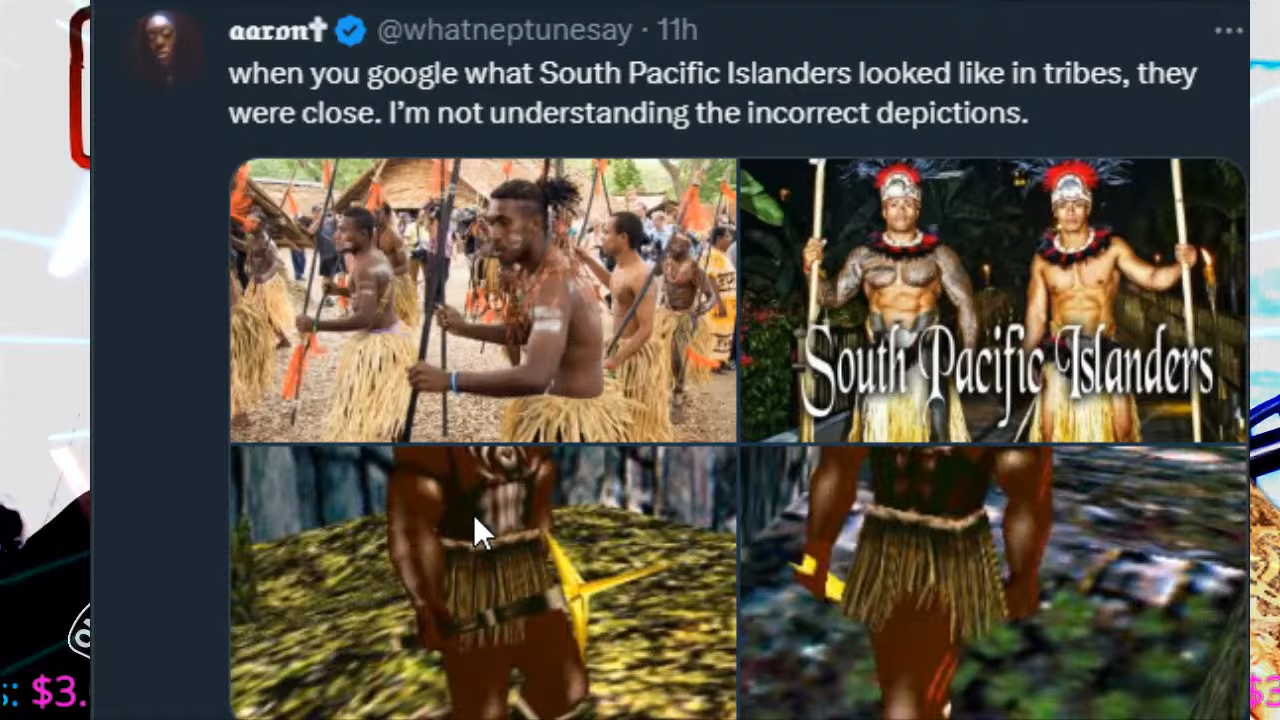 aaron† @whatneptunesay · 11h
when you google what South Pacific Islanders looked like in tribes, they
were close. I’m not understanding the incorrect depictions.
South Pacific Islanders
: $3.
$3